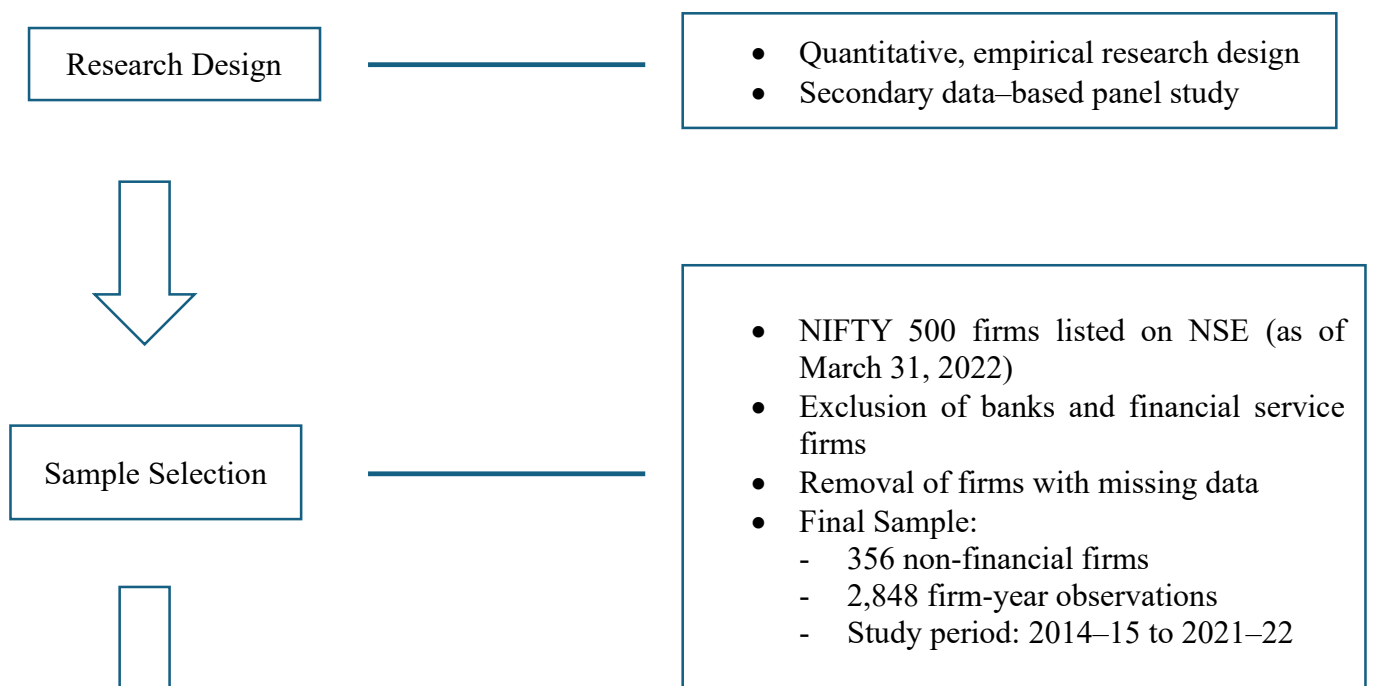 Research Design
• Quantitative, empirical research design
• Secondary data–based panel study
Sample Selection
• NIFTY 500 firms listed on NSE (as of
March 31, 2022)
• Exclusion of banks and financial service
firms
• Removal of firms with missing data
• Final Sample:
- 356 non-financial firms
- 2,848 firm-year observations
- Study period: 2014–15 to 2021–22